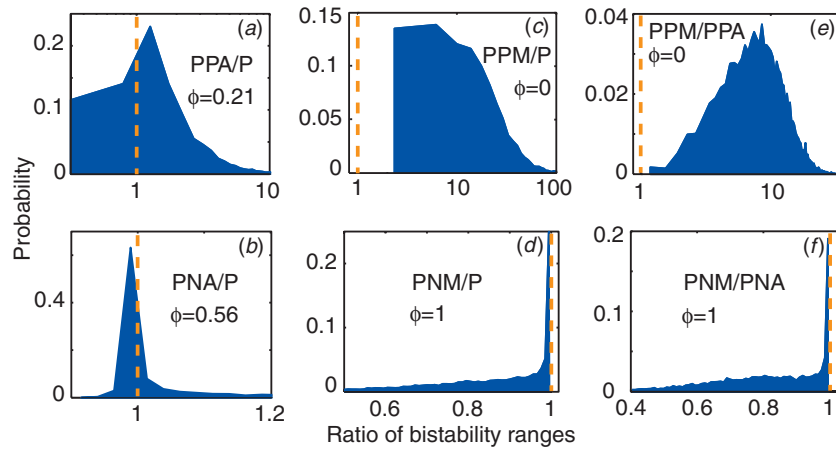 Probability
(a)
PPA/P
ϕ=0.21
0.2
0.1
0
1
10
(c)
PPM/P
ϕ=0
0.15
0.10
0.05
0
1
10
100
(e)
PPM/PPA
ϕ=0
0.04
0.02
0
1
10
(b)
PNA/P
ϕ=0.56
0.4
0
1
1.2
(d)
PNM/P
ϕ=1
0.2
0.1
0
0.6
0.8
1
(f)
PNM/PNA
ϕ=1
0.2
0.1
0
0.4
0.6
0.8
1
Ratio of bistability ranges